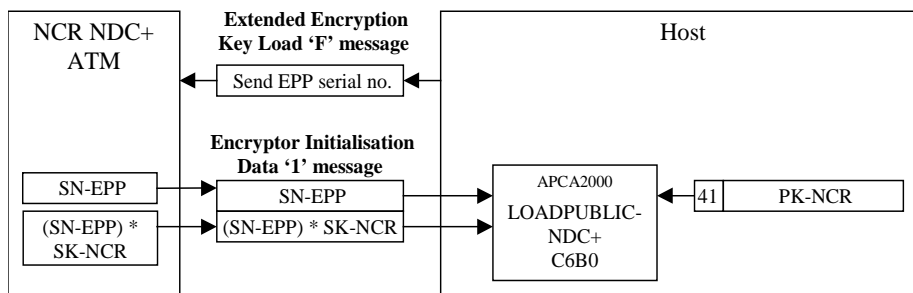 NCR NDC+
ATM
Extended Encryption
Key Load ‘F’ message
Host
Send EPP serial no.
Encryptor Initialisation
Data ‘1’ message
SN-EPP
SN-EPP
(SN-EPP) *
SK-NCR
(SN-EPP) * SK-NCR
APCA2000
LOADPUBLIC-
NDC+
C6B0
41
PK-NCR